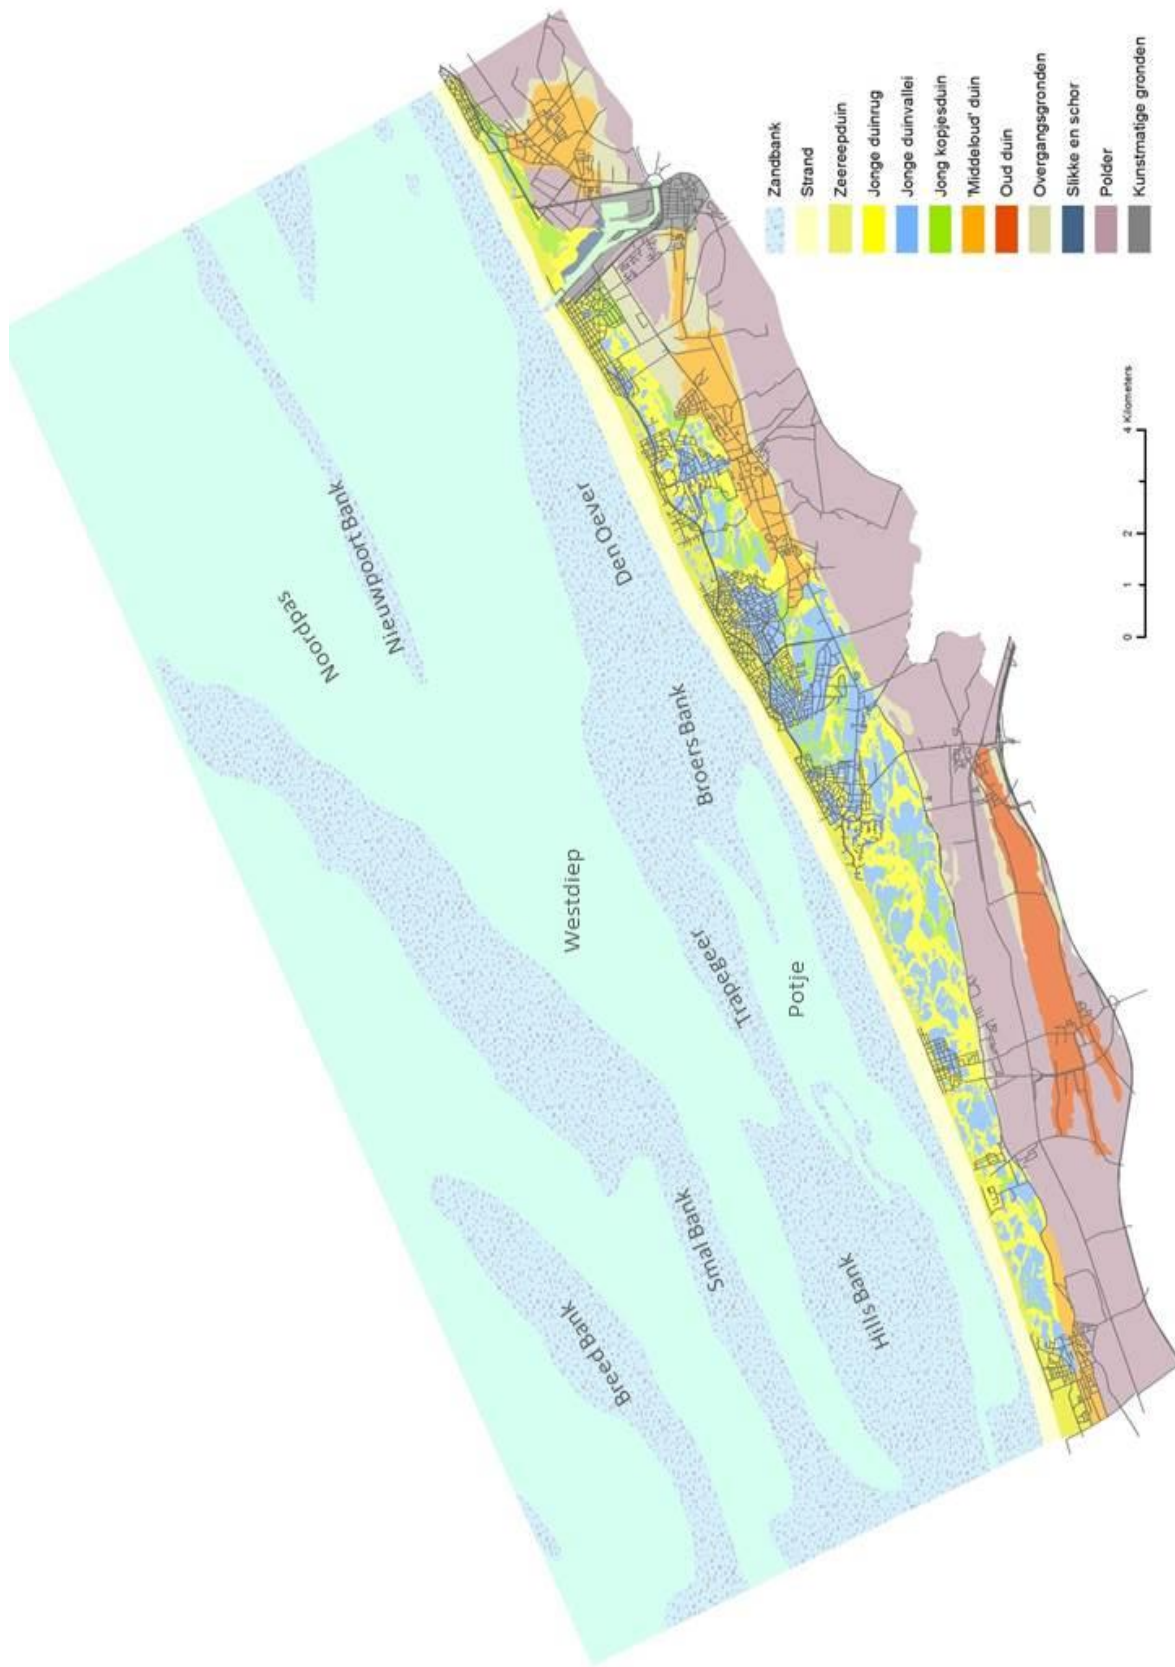 Noordpas
Nieuwpoort Bank
Westdiep
Den Oever
Broers Bank
Trapegeer
Potje
Smal Bank
Breed Bank
Hills Bank
Zandbank
Strand
Zeereepduin
Jonge duinrug
Jonge duinvallei
Jong kopjesduin
'Middeloud' duin
Oud duin
Overgangsgronden
Slikke en schor
Polder
Kunstmatige gronden
0 1 2 4 Kilometers